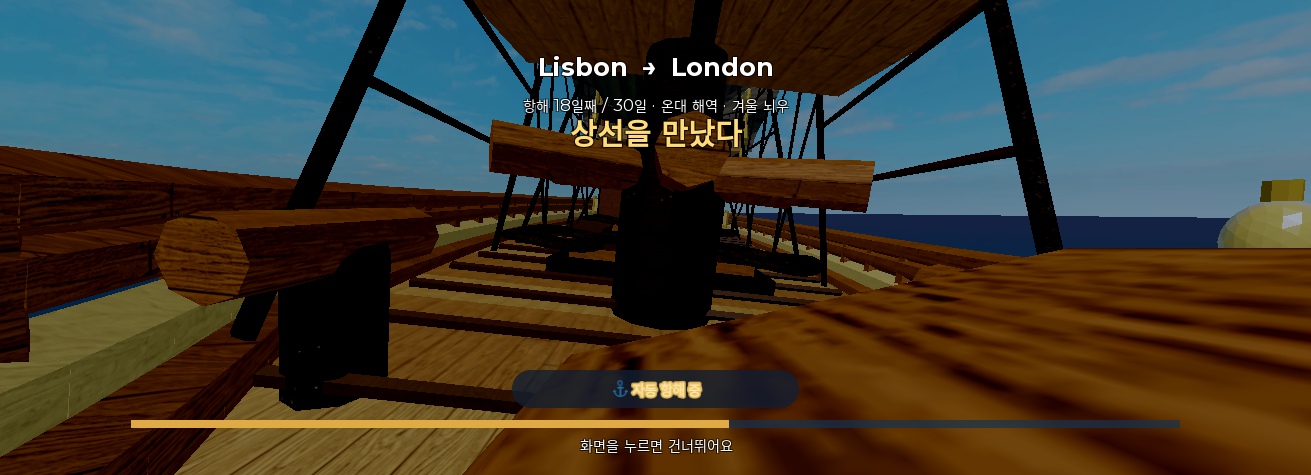 Lisbon → London
항해 18일째 / 30일 · 온대 해역 · 겨울 뇌우
상선을 만났다
⚓ 자동 항해 중
화면을 누르면 건너뛰어요